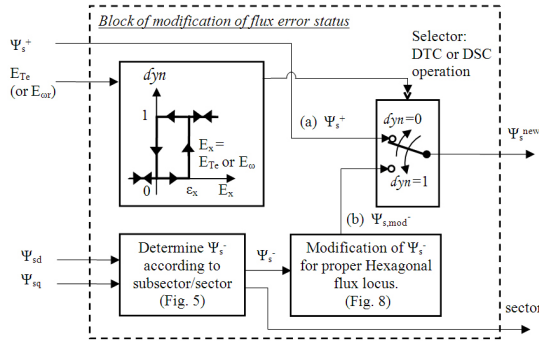 Block of modification of flux error status
Ψs+
Selector:
DTC or DSC
operation
ETe
(or Eωr)
dyn
1
Ex =
ETe or Eω
0
εx
Ex
(a) Ψs+
dyn=0
dyn=1
Ψs^new
(b) Ψs,mod-
Ψsd
Ψsq
Determine Ψs-
according to
subsector/sector
(Fig. 5)
Ψs-
Modification of Ψs-
for proper Hexagonal
flux locus.
(Fig. 8)
sector